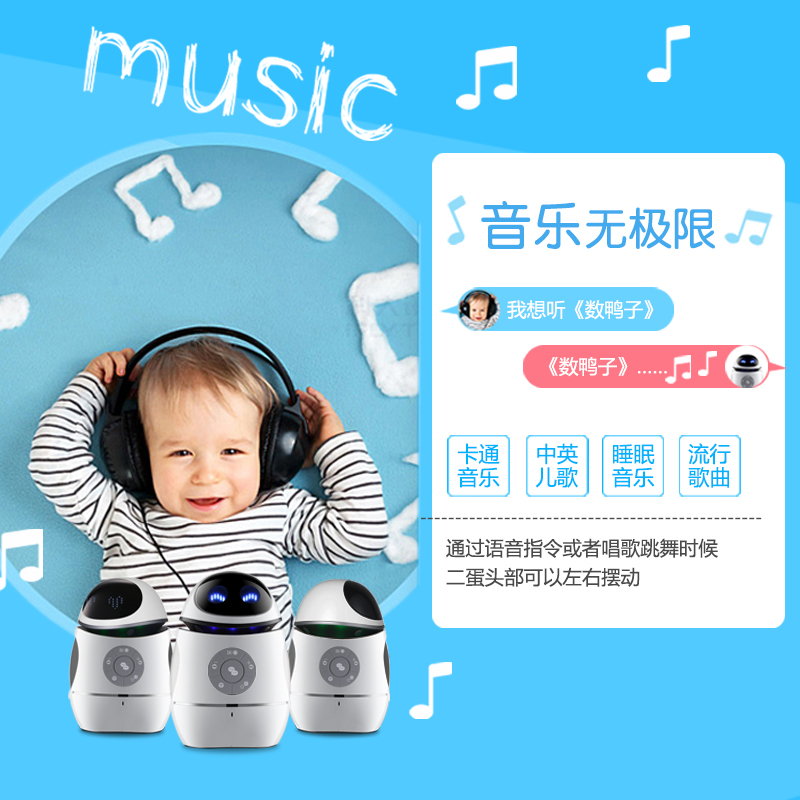 music
音乐无极限
我想听《数鸭子》
《数鸭子》......
卡通
音乐
中英
儿歌
睡眠
音乐
流行
歌曲
通过语音指令或者唱歌跳舞时候
二蛋头部可以左右摆动